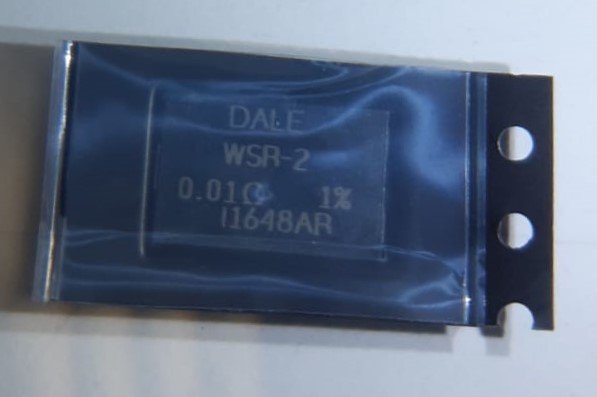 DALE
WSR-2
0.01Ω 1%
I1648AR